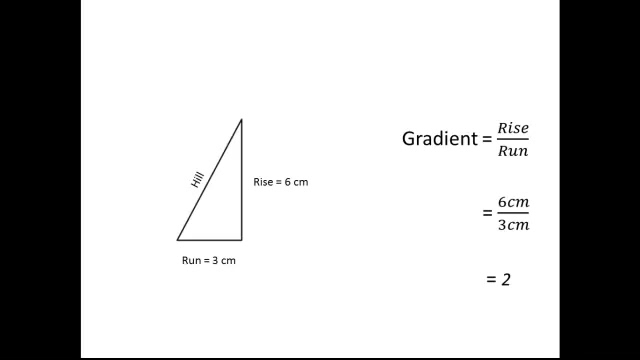 Hill
Rise = 6 cm
Run = 3 cm
Gradient = Rise/Run
= 6cm/3cm
= 2